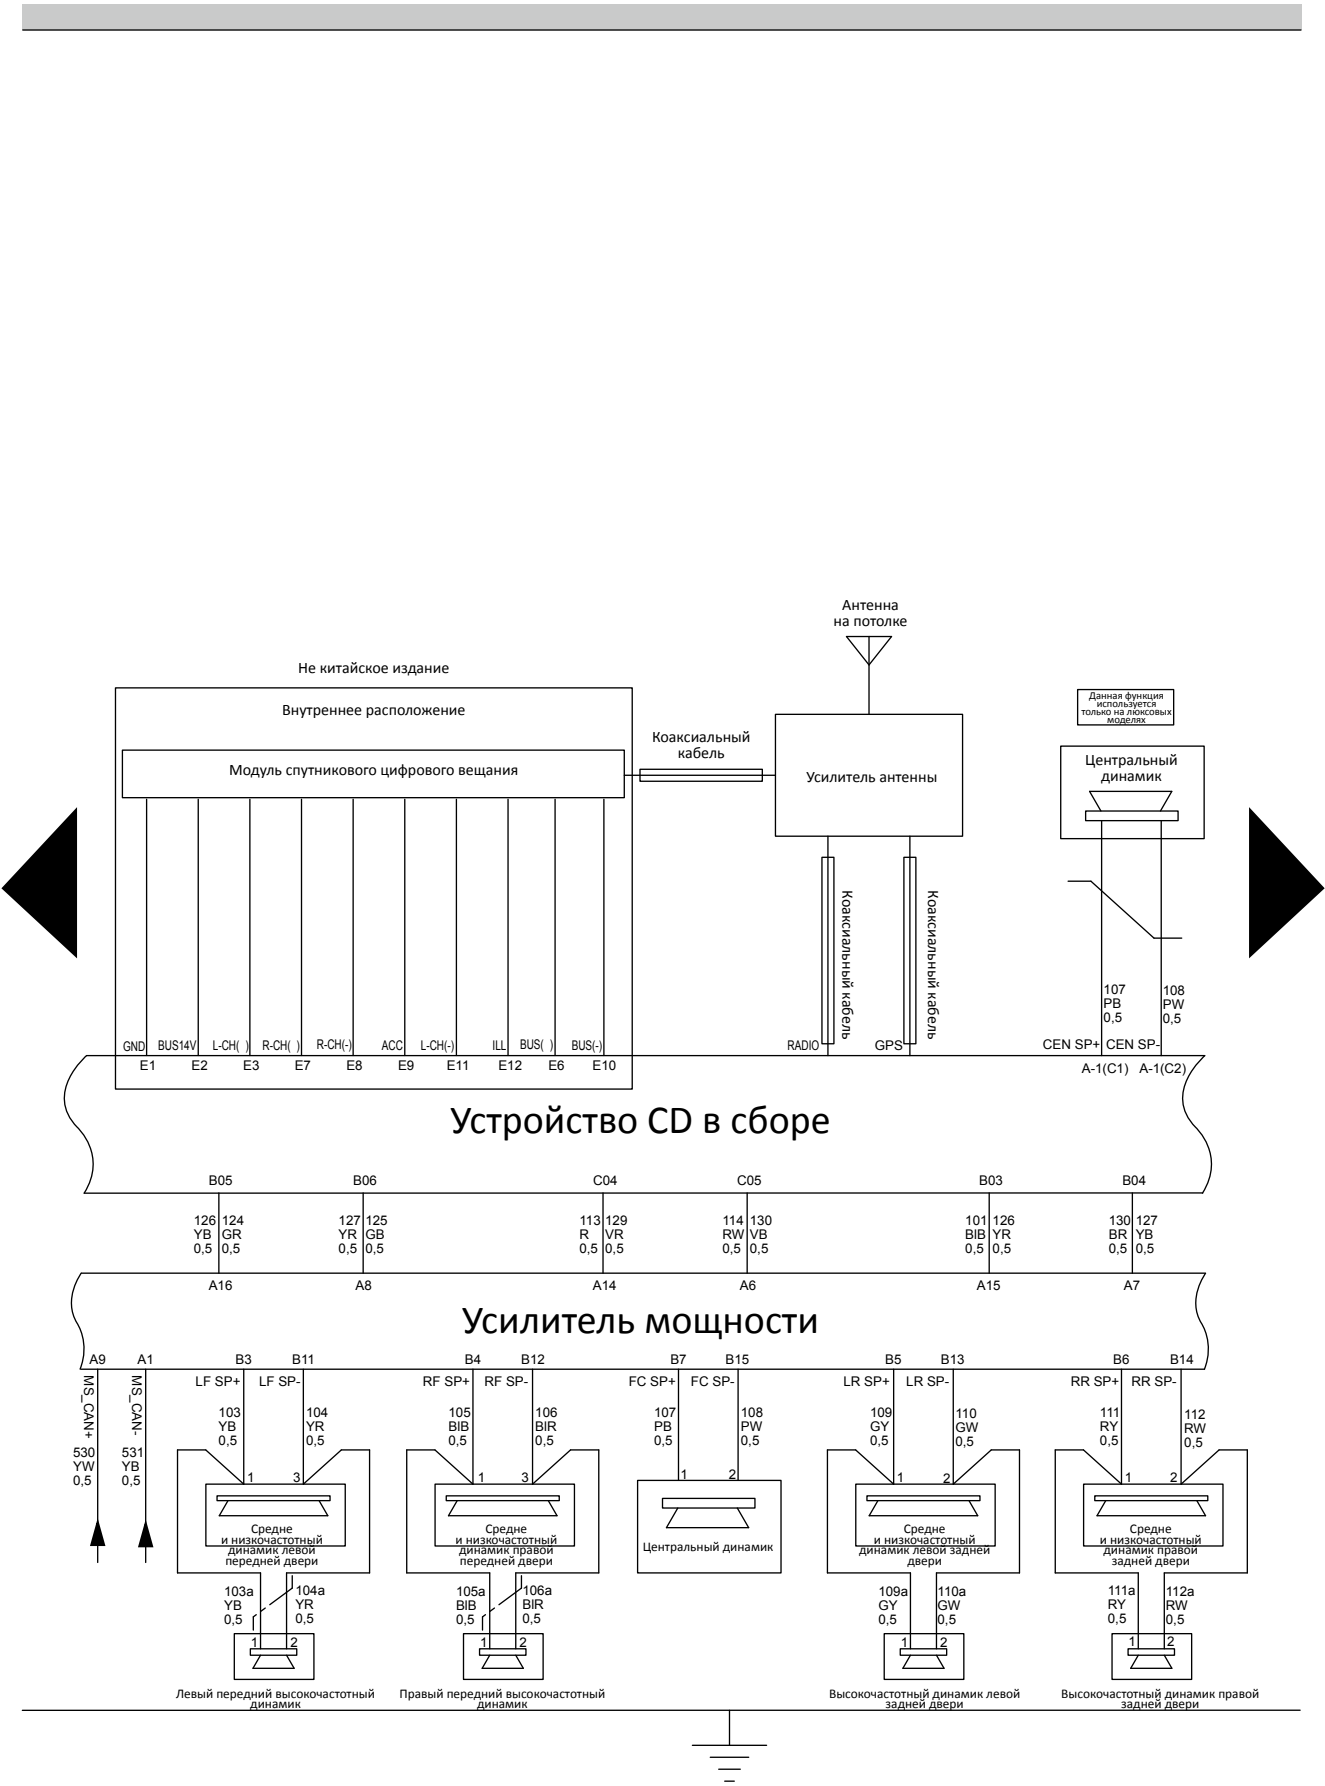 Антенна
на потолке
Не китайское издание
Внутреннее расположение
Модуль спутникового цифрового вещания
Коаксиальный
кабель
Усилитель антенны
Данная функция
используется
только на люксовых
моделях
Центральный
динамик
Коаксиальный кабель
Коаксиальный кабель
107
PB
0,5
108
PW
0,5
GND BUS14V L-CH( ) R-CH( ) R-CH(-) ACC L-CH(-) ILL BUS( ) BUS(-) RADIO GPS CEN SP+ CEN SP-
E1 E2 E3 E7 E8 E9 E11 E12 E6 E10 A-1(C1) A-1(C2)
Устройство CD в сборе
B05 B06 C04 C05 B03 B04
126 124 127 125 113 129 114 130 101 126 130 127
YB GR YR GB R VR RW VB BlB YR BR YB
0,5 0,5 0,5 0,5 0,5 0,5 0,5 0,5 0,5 0,5 0,5 0,5
A16 A8 A14 A6 A15 A7
Усилитель мощности
A9 A1 B3 B11 B4 B12 B7 B15 B5 B13 B6 B14
MS_CAN+
MS_CAN-
LF SP+ LF SP- RF SP+ RF SP- FC SP+ FC SP- LR SP+ LR SP- RR SP+ RR SP-
103 104 105 106 107 108 109 110 111 112
YB YR BlB BlR PB PW GY GW RY RW
0,5 0,5 0,5 0,5 0,5 0,5 0,5 0,5 0,5 0,5
530 531
YW YB
0,5 0,5
1 3 1 3 1 2 1 2 1 2
Средне
и низкочастотный
динамик левой
передней двери
Средне
и низкочастотный
динамик правой
передней двери
Центральный динамик
Средне
и низкочастотный
динамик левой задней
двери
Средне
и низкочастотный
динамик правой
задней двери
103a 104a 105a 106a 109a 110a 111a 112a
YB YR BlB BlR GY GW RY RW
0,5 0,5 0,5 0,5 0,5 0,5 0,5 0,5
1 2 1 2 1 2 1 2
Левый передний высокочастотный
динамик
Правый передний высокочастотный
динамик
Высокочастотный динамик левой
задней двери
Высокочастотный динамик правой
задней двери